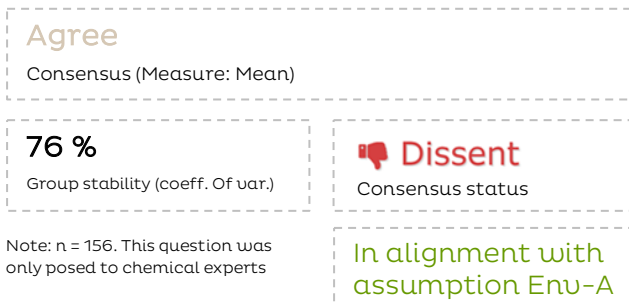 Agree
Consensus (Measure: Mean)
76 %
Group stability (coeff. Of var.)
Dissent
Consensus status
Note: n = 156. This question was
only posed to chemical experts
In alignment with
assumption Env-A